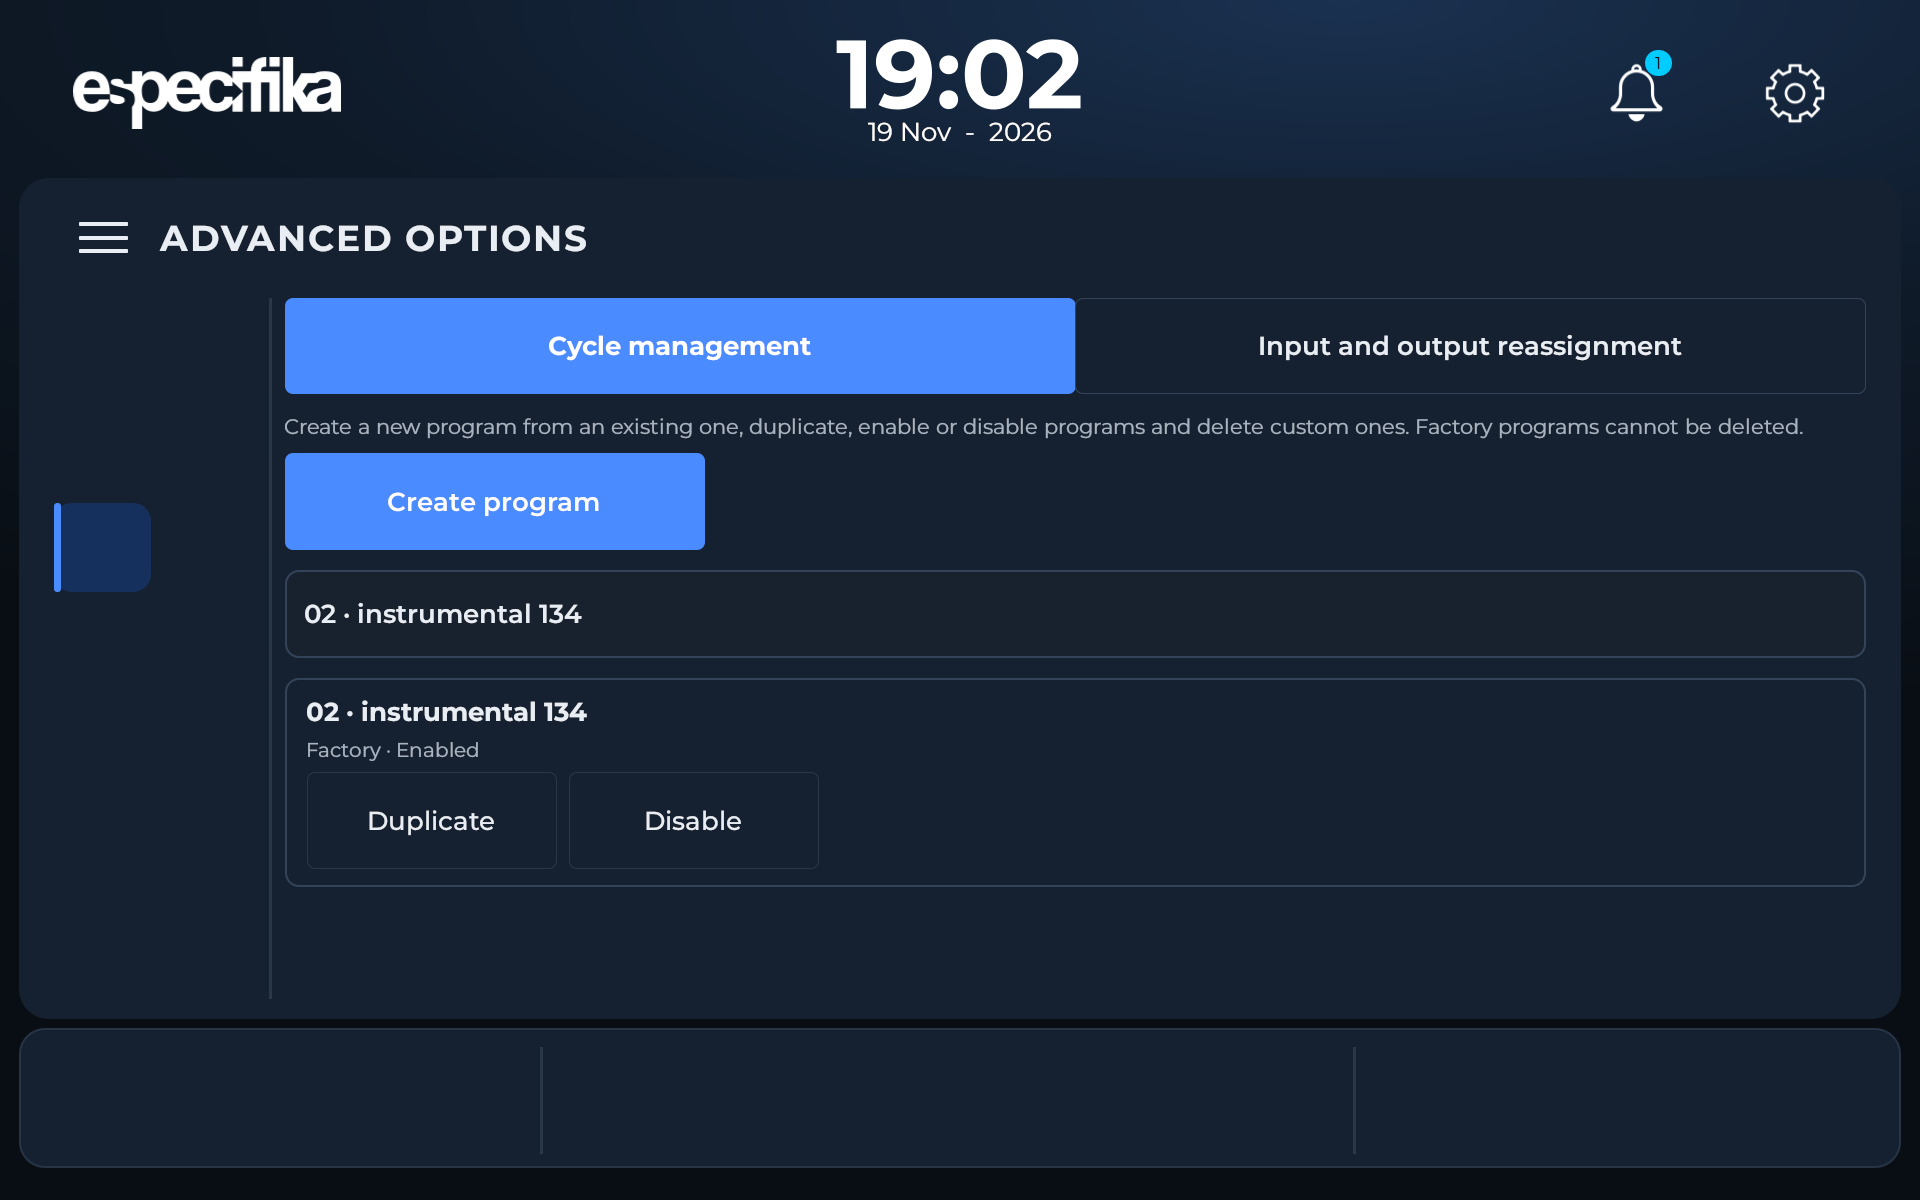 especifika
19:02
19 Nov - 2026
1
ADVANCED OPTIONS
Cycle management
Input and output reassignment
Create a new program from an existing one, duplicate, enable or disable programs and delete custom ones. Factory programs cannot be deleted.
Create program
02 · instrumental 134
02 · instrumental 134
Factory · Enabled
Duplicate
Disable